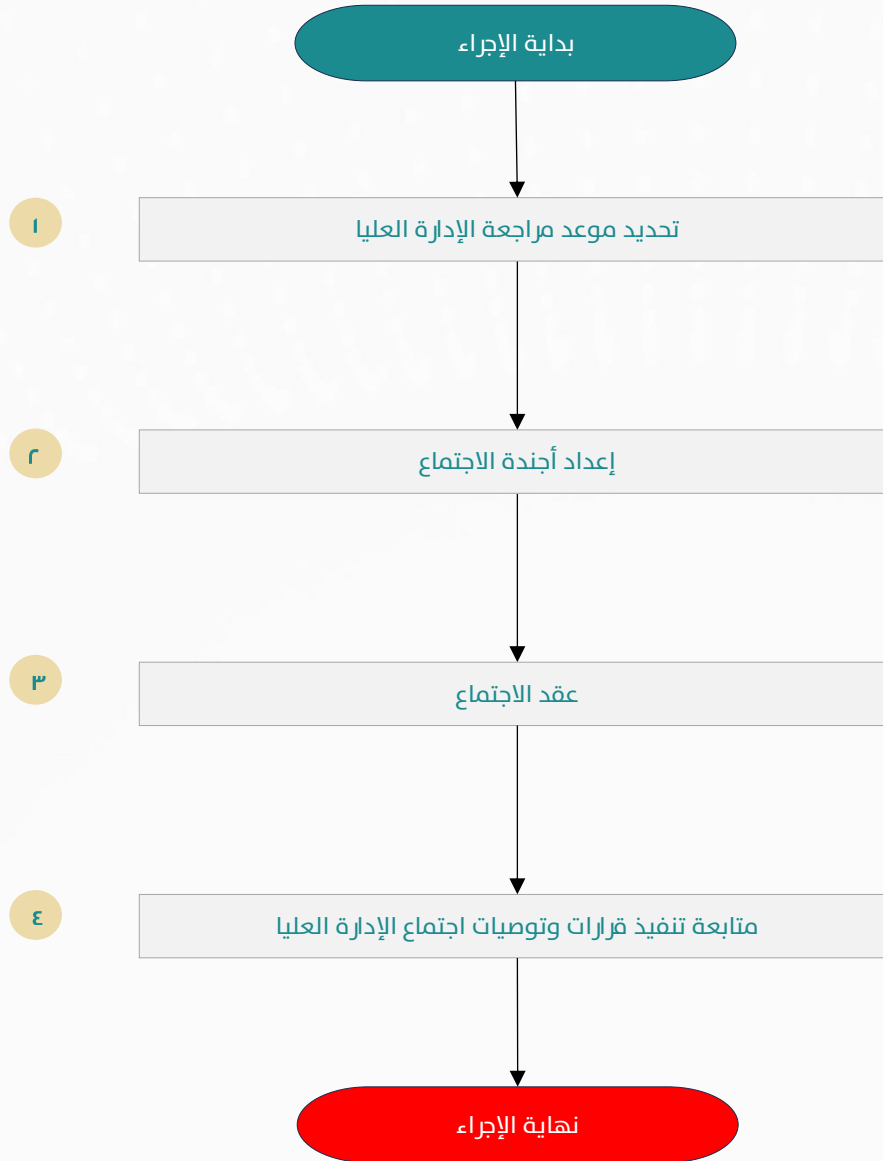 بداية الإجراء
١
تحديد موعد مراجعة الإدارة العليا
٢
إعداد أجندة الاجتماع
٣
عقد الاجتماع
٤
متابعة تنفيذ قرارات وتوصيات اجتماع الإدارة العليا
نهاية الإجراء